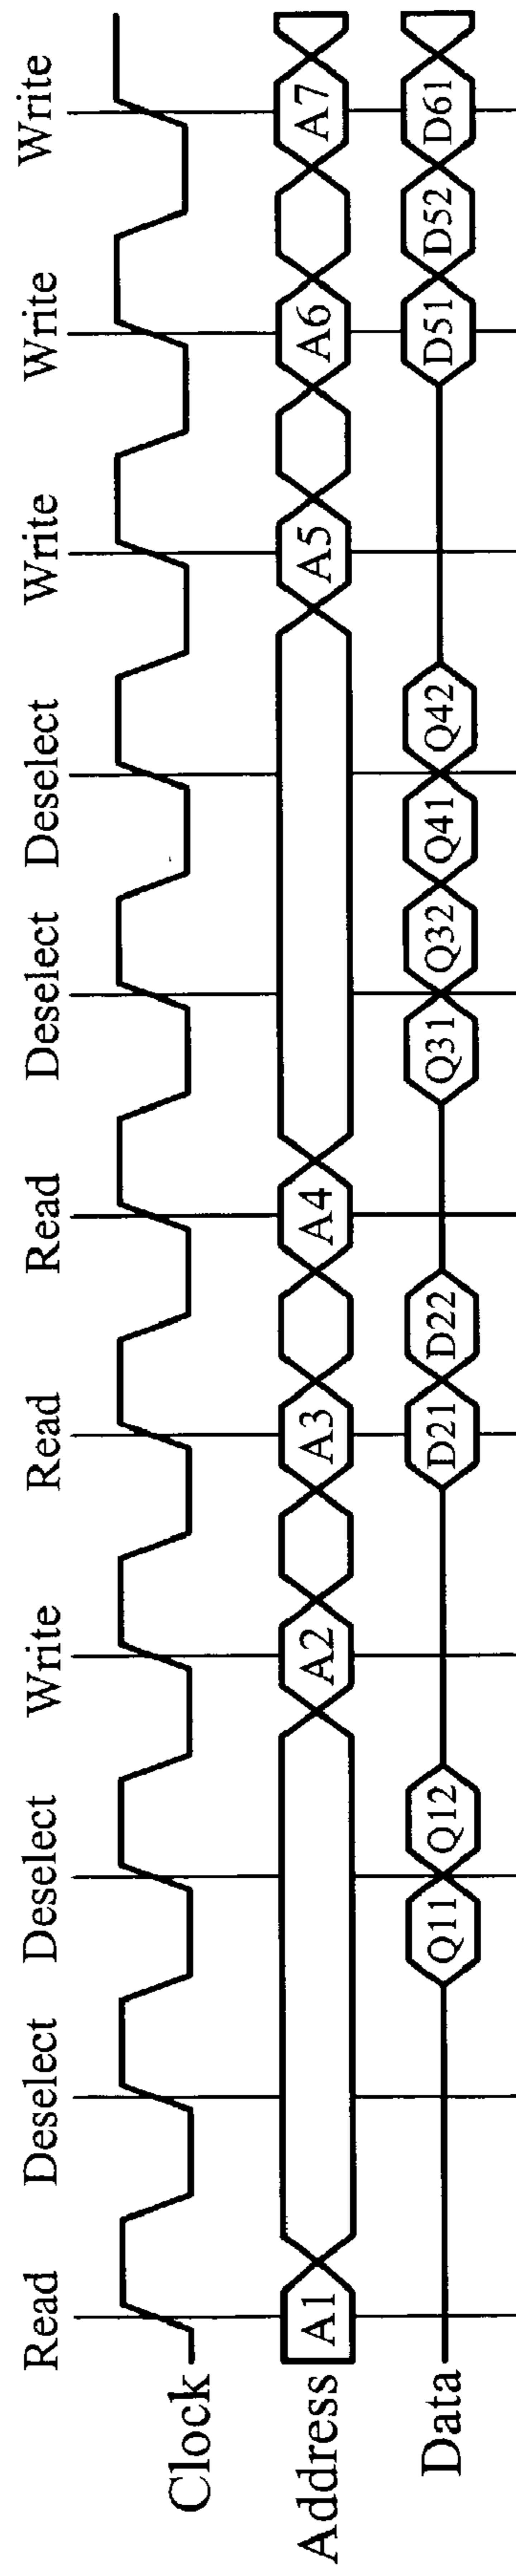 Read Deselect Deselect Write Read Read Deselect Deselect Write Write Write
Clock
Address A1 A2 A3 A4 A5 A6 A7
Data Q11 Q12 D21 D22 Q31 Q32 Q41 Q42 D51 D52 D61